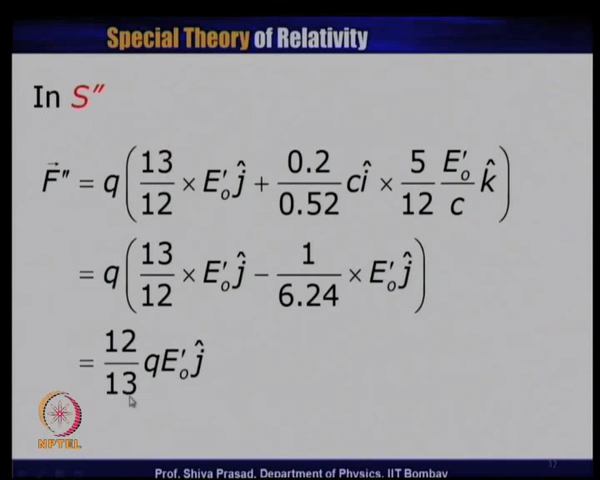 Special Theory of Relativity
In S″
F⃗″ = q(13/12 × E′ₒ ĵ + 0.2/0.52 c î × 5/12 E′ₒ/c k̂)
= q(13/12 × E′ₒ ĵ − 1/6.24 × E′ₒ ĵ)
= 12/13 qE′ₒ ĵ
NPTEL
17
Prof. Shiva Prasad, Department of Physics, IIT Bombay